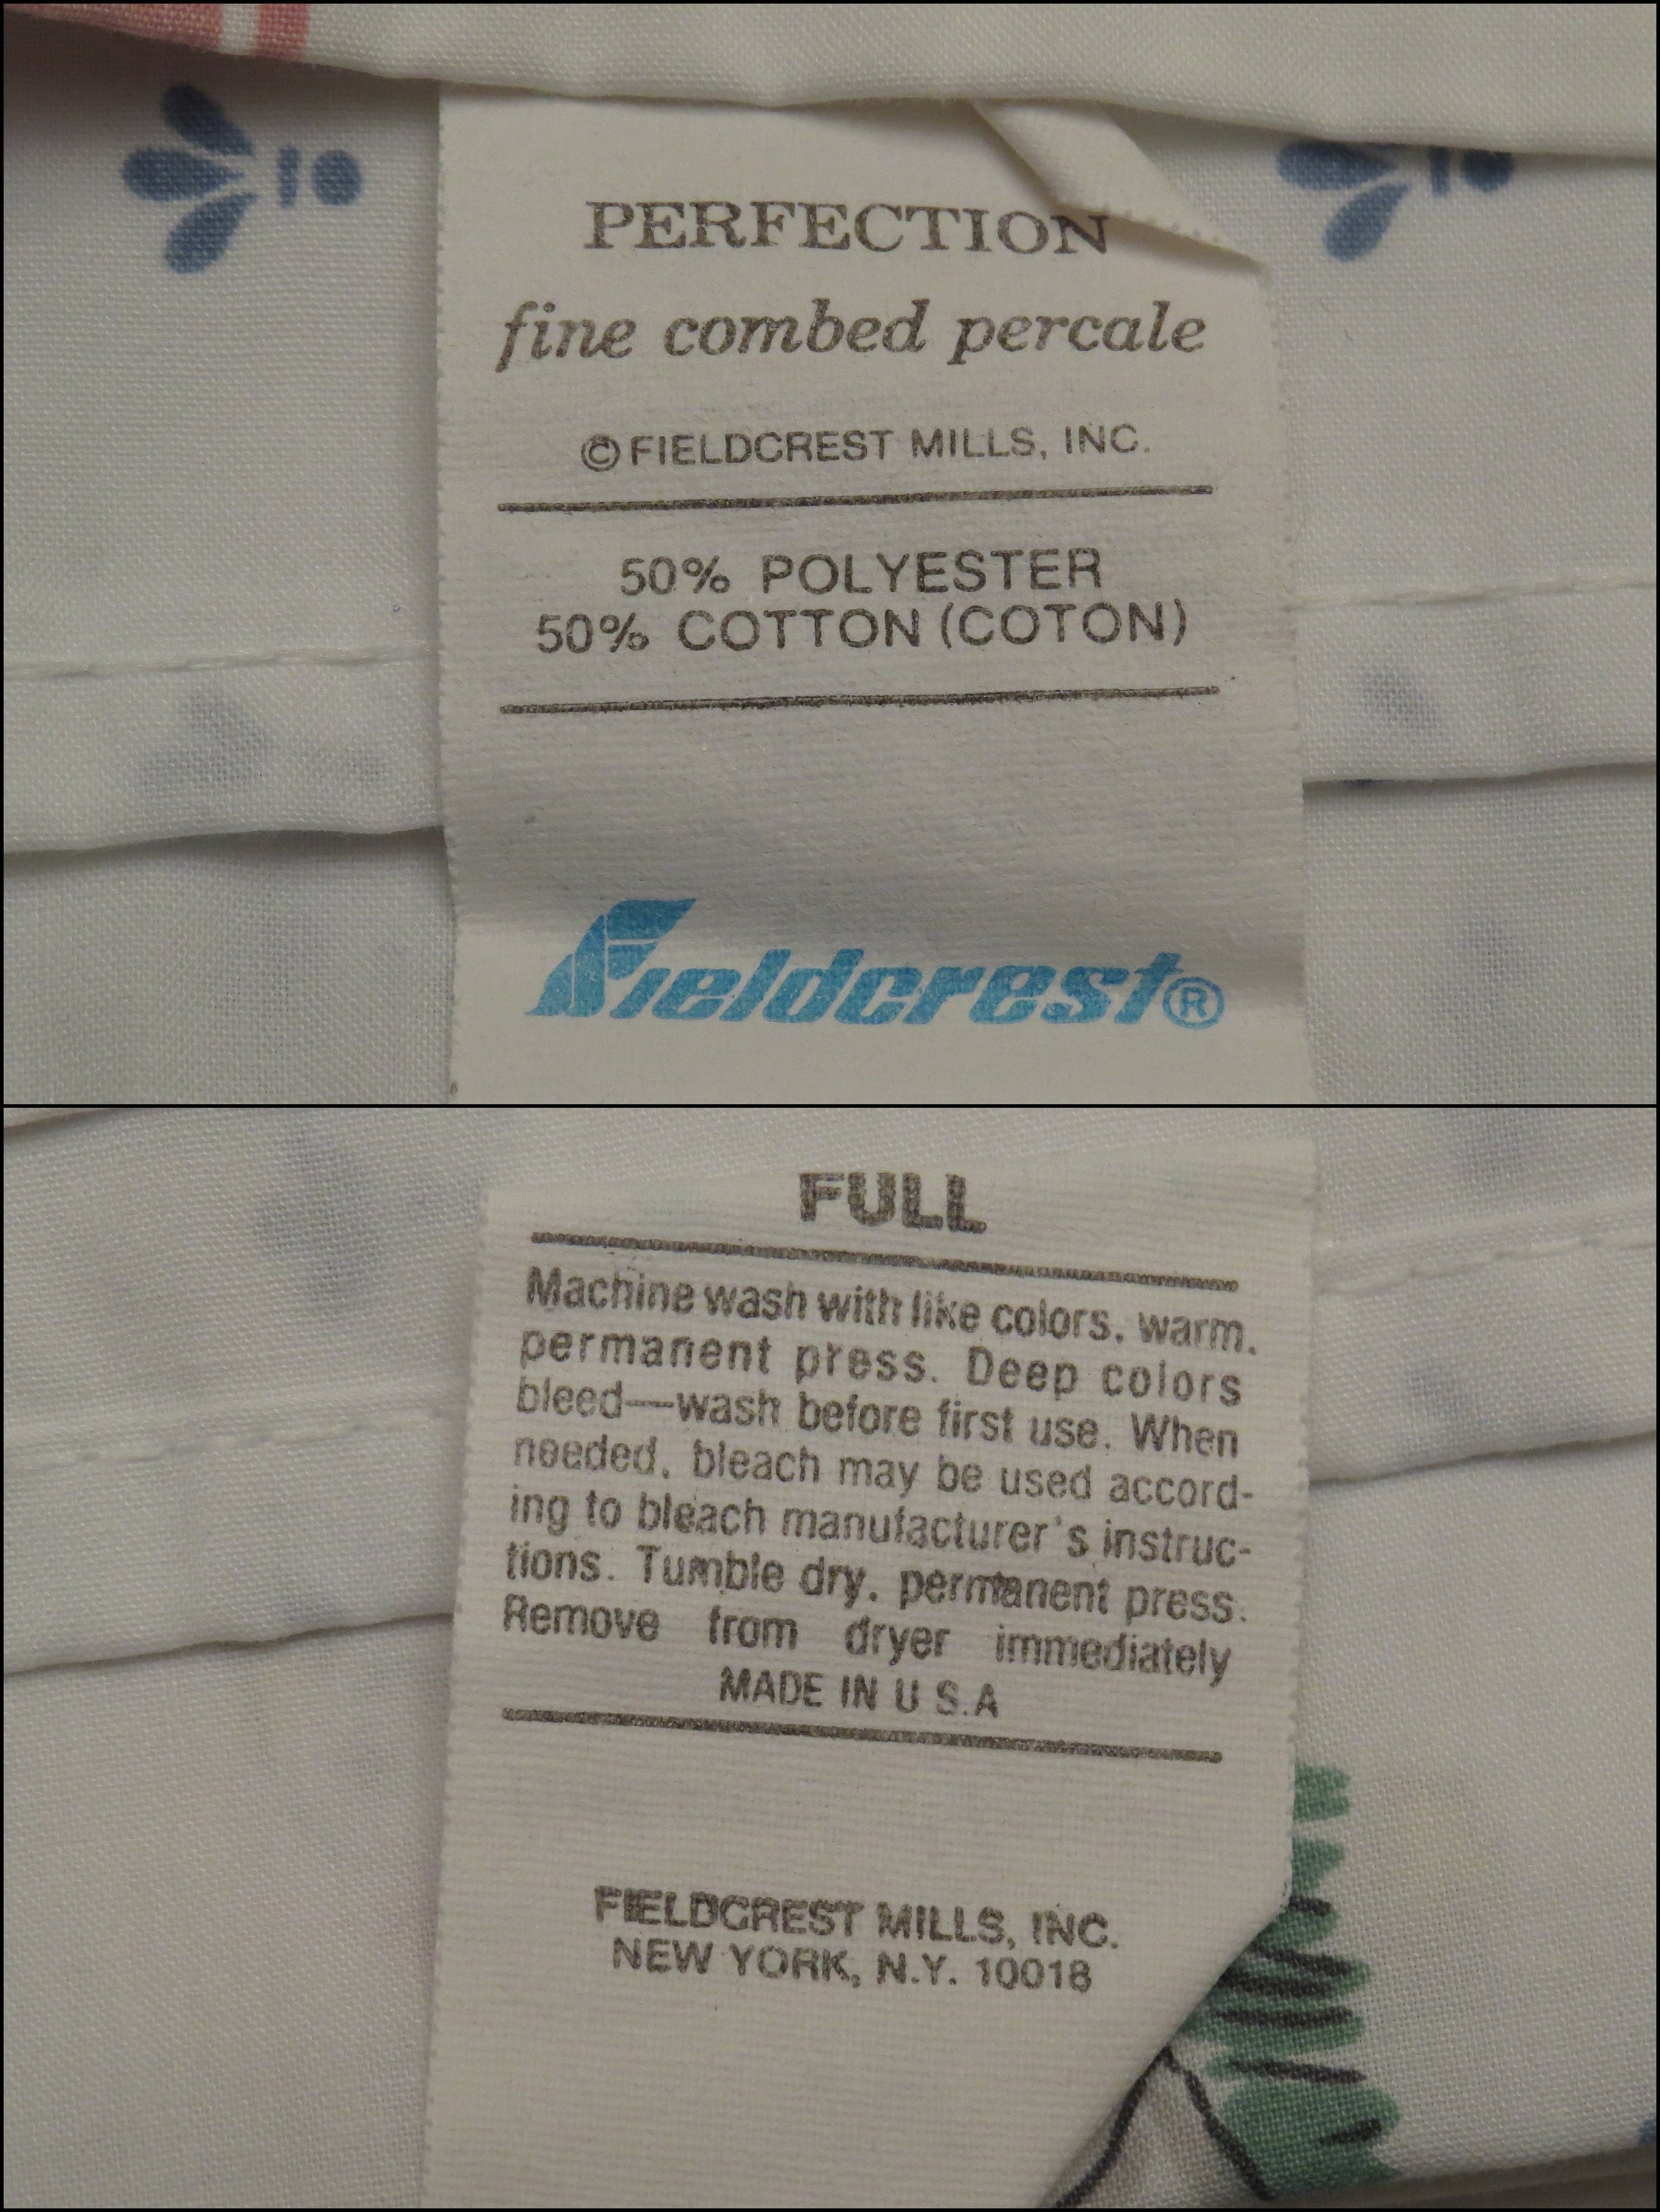 PERFECTION
fine combed percale
© FIELDCREST MILLS, INC.
50% POLYESTER
50% COTTON (COTON)
Fieldcrest®
FULL
Machine wash with like colors, warm,
permanent press. Deep colors
bleed—wash before first use. When
needed, bleach may be used accord-
ing to bleach manufacturer's instruc-
tions. Tumble dry, permanent press.
Remove from dryer immediately
MADE IN U S.A
FIELDCREST MILLS, INC.
NEW YORK, N.Y. 10018